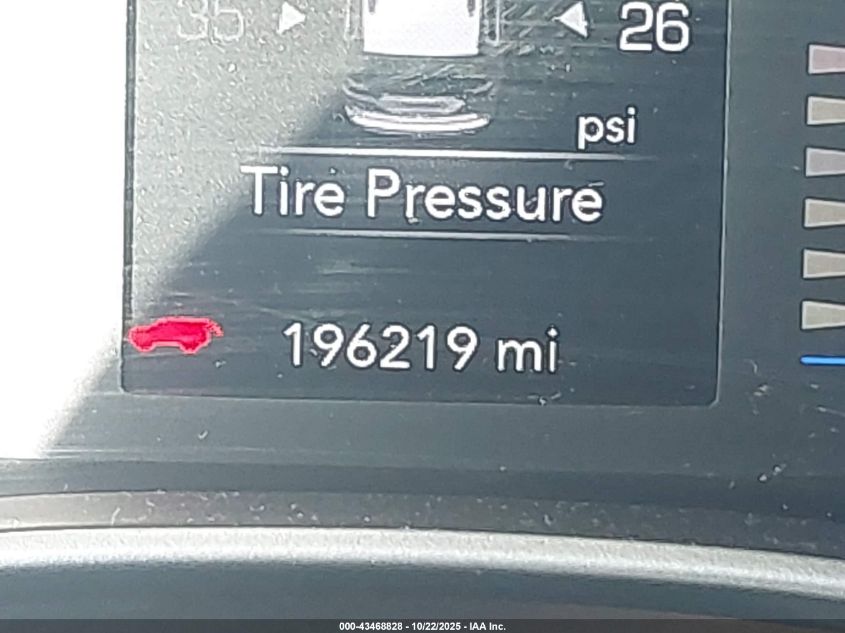 35 26
psi
Tire Pressure
196219 mi
000-43468828 - 10/22/2025 - IAA Inc.